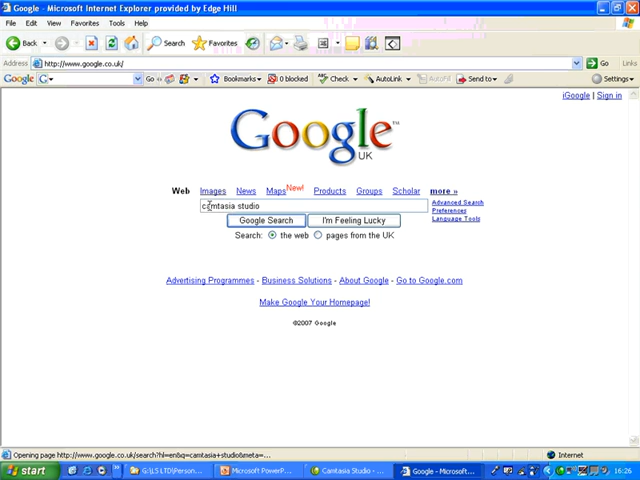 Google - Microsoft Internet Explorer provided by Edge Hill
File Edit View Favorites Tools Help
Back Search Favorites
Address http://www.google.co.uk/ Go Links
Google G Go Bookmarks 0 blocked Check AutoLink AutoFill Send to Settings
iGoogle | Sign in
Google™
UK
Web Images News Maps New! Products Groups Scholar more »
camtasia studio
Advanced Search
Preferences
Language Tools
Google Search I'm Feeling Lucky
Search: the web pages from the UK
Advertising Programmes - Business Solutions - About Google - Go to Google.com
Make Google Your Homepage!
©2007 Google
Opening page http://www.google.co.uk/search?hl=en&q=camtasia+studio&meta=... Internet
start G:\LS LTD\Person... Microsoft PowerP... Camtasia Studio - ... Google - Microsoft... 16:26